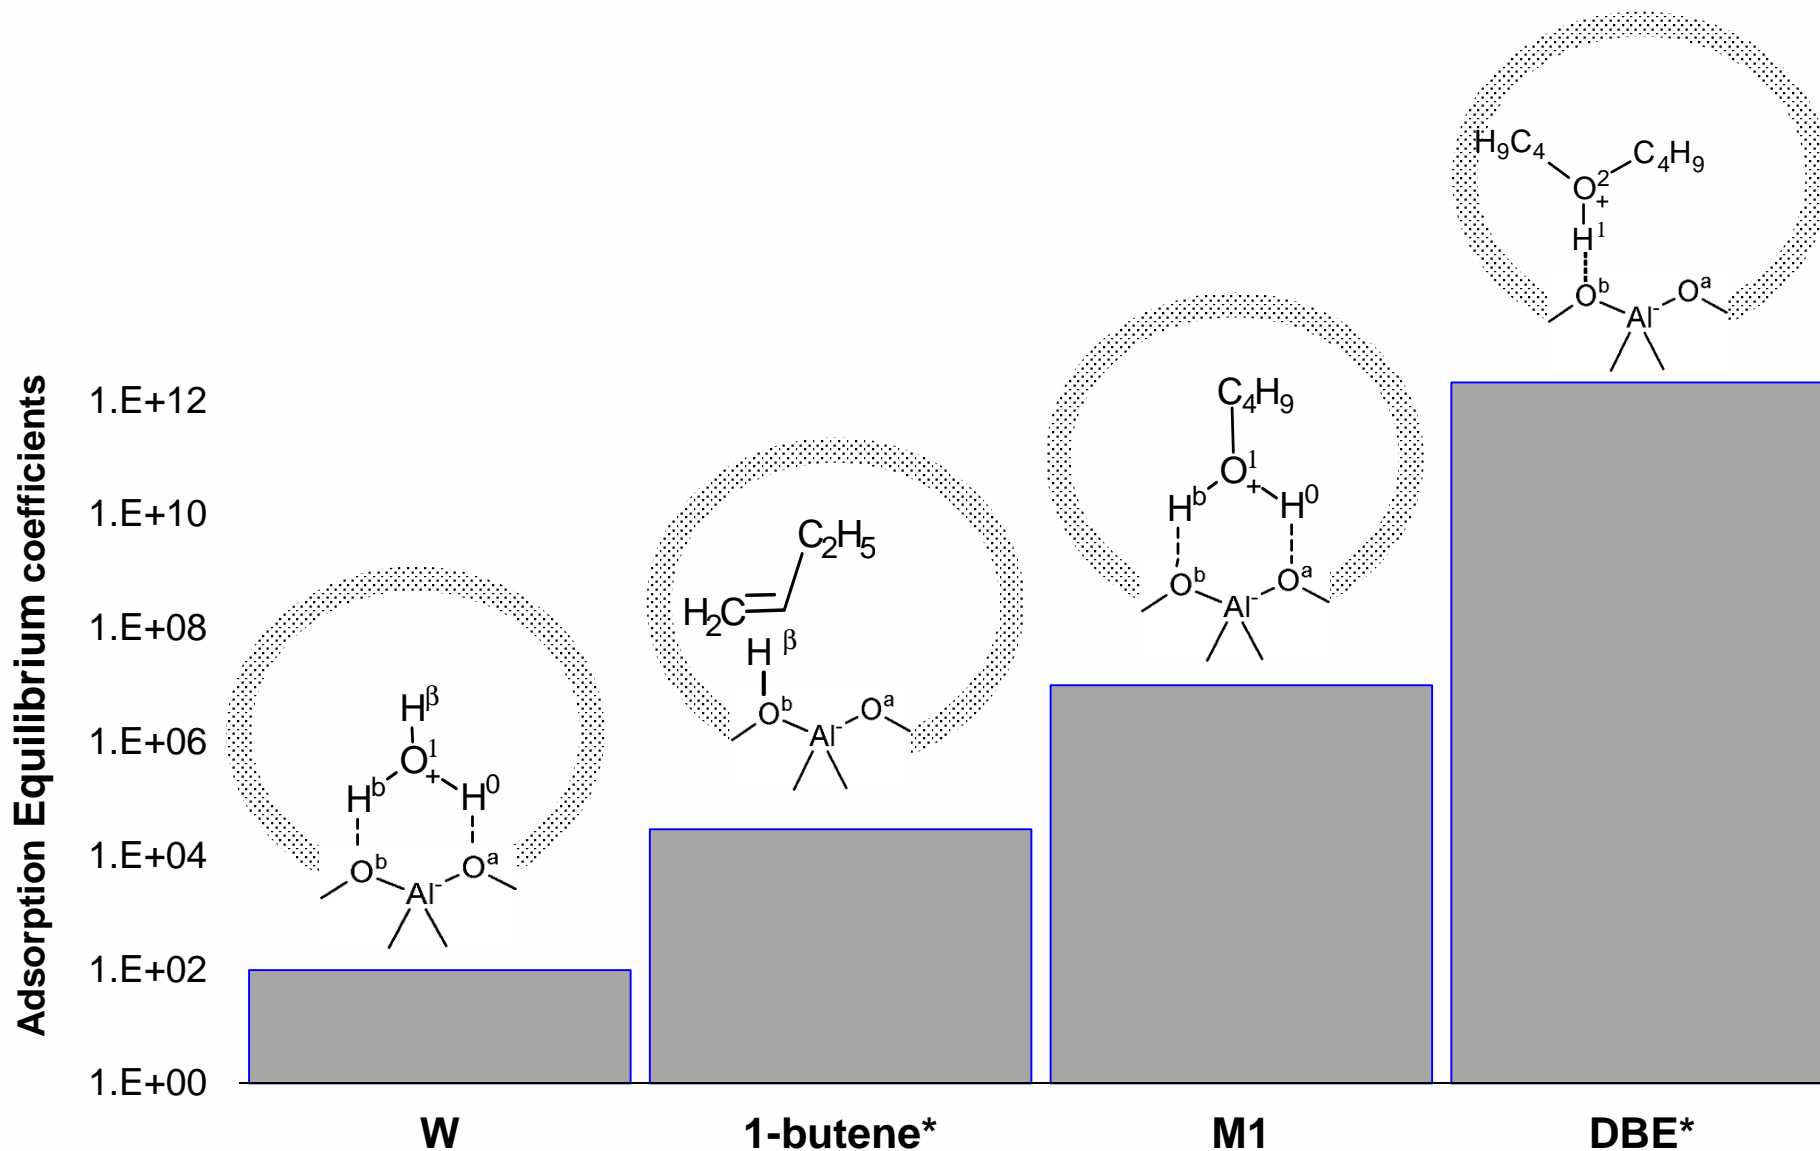 Adsorption Equilibrium coefficients
1.E+12
1.E+10
1.E+08
1.E+06
1.E+04
1.E+02
1.E+00
Hβ
O1
+
Hb
H0
Ob
Oa
Al-
C2H5
H2C
H β
Ob
Oa
Al-
C4H9
O1
+
Hb
H0
Ob
Oa
Al-
H9C4
C4H9
O2
+
H1
Ob
Oa
Al-
W
1-butene*
M1
DBE*